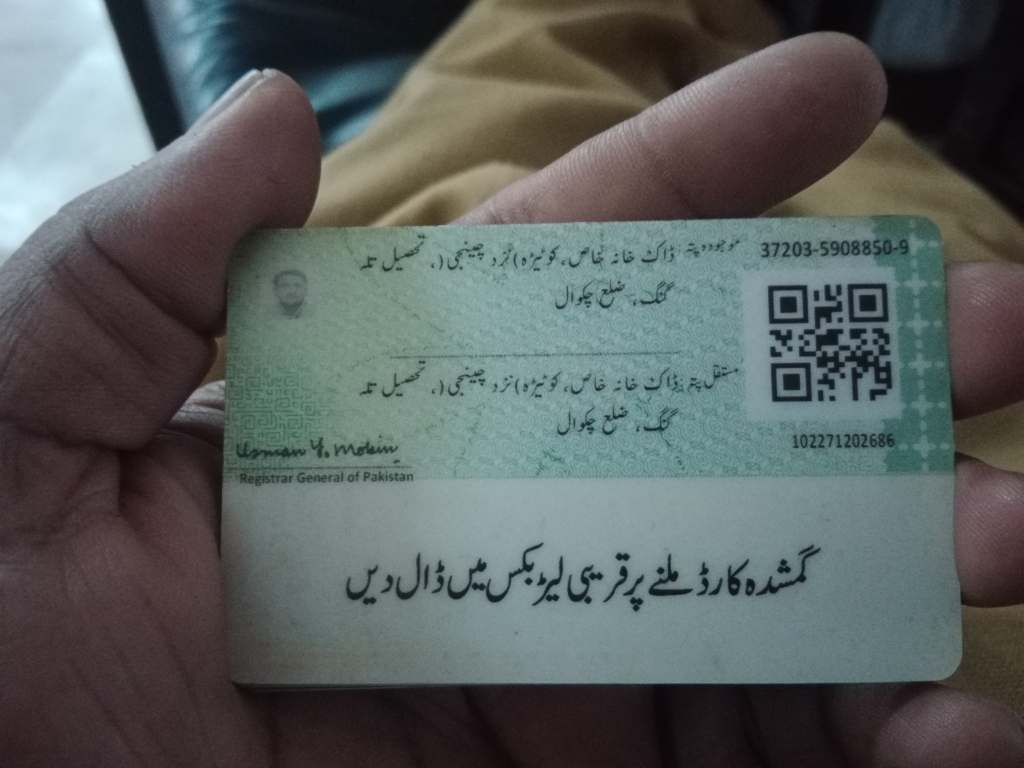 37203-5908850-9
موجودہ پتہ ڈاک خانہ خاص، کوٹیڑہ)نزد چینجی(، تحصیل تلہ
گنگ، ضلع چکوال
مستقل پتہ ڈاک خانہ خاص، کوٹیڑہ)نزد چینجی(، تحصیل تلہ
گنگ، ضلع چکوال
102271202686
Usman Y. Mobin
Registrar General of Pakistan
گمشدہ کارڈ ملنے پر قریبی لیٹر بکس میں ڈال دیں